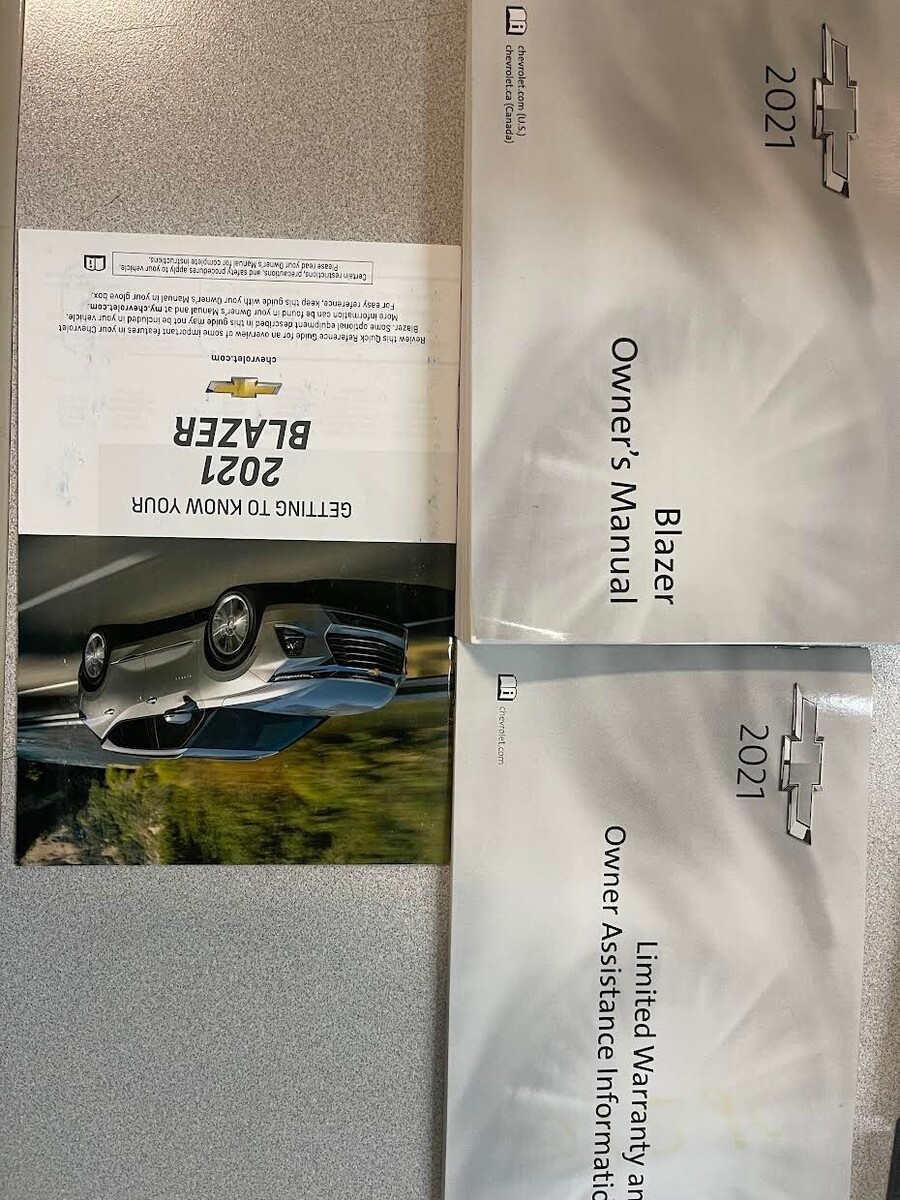 GETTING TO KNOW YOUR
2021
BLAZER
chevrolet.com
Review this Quick Reference Guide for an overview of some important features in your Chevrolet
Blazer. Some optional equipment described in this guide may not be included in your vehicle.
More information can be found in your Owner's Manual and at my.chevrolet.com.
For easy reference, keep this guide with your Owner's Manual in your glove box.
Certain restrictions, precautions, and safety procedures apply to your vehicle.
Please read your Owner's Manual for complete instructions.
2021
Blazer
Owner's Manual
chevrolet.com (U.S.)
chevrolet.ca (Canada)
2021
Limited Warranty an
Owner Assistance Informatio
chevrolet.com